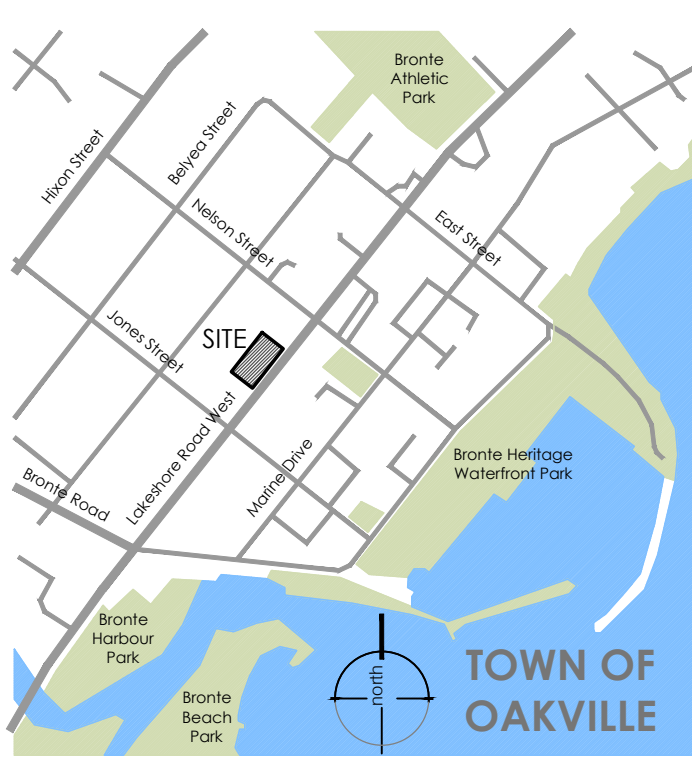 Bronte
Athletic
Park
Hixon Street
Belyea Street
Nelson Street
East Street
Jones Street
SITE
Lakeshore Road West
Marine Drive
Bronte Road
Bronte Heritage
Waterfront Park
Bronte
Harbour
Park
Bronte
Beach
Park
north
TOWN OF
OAKVILLE